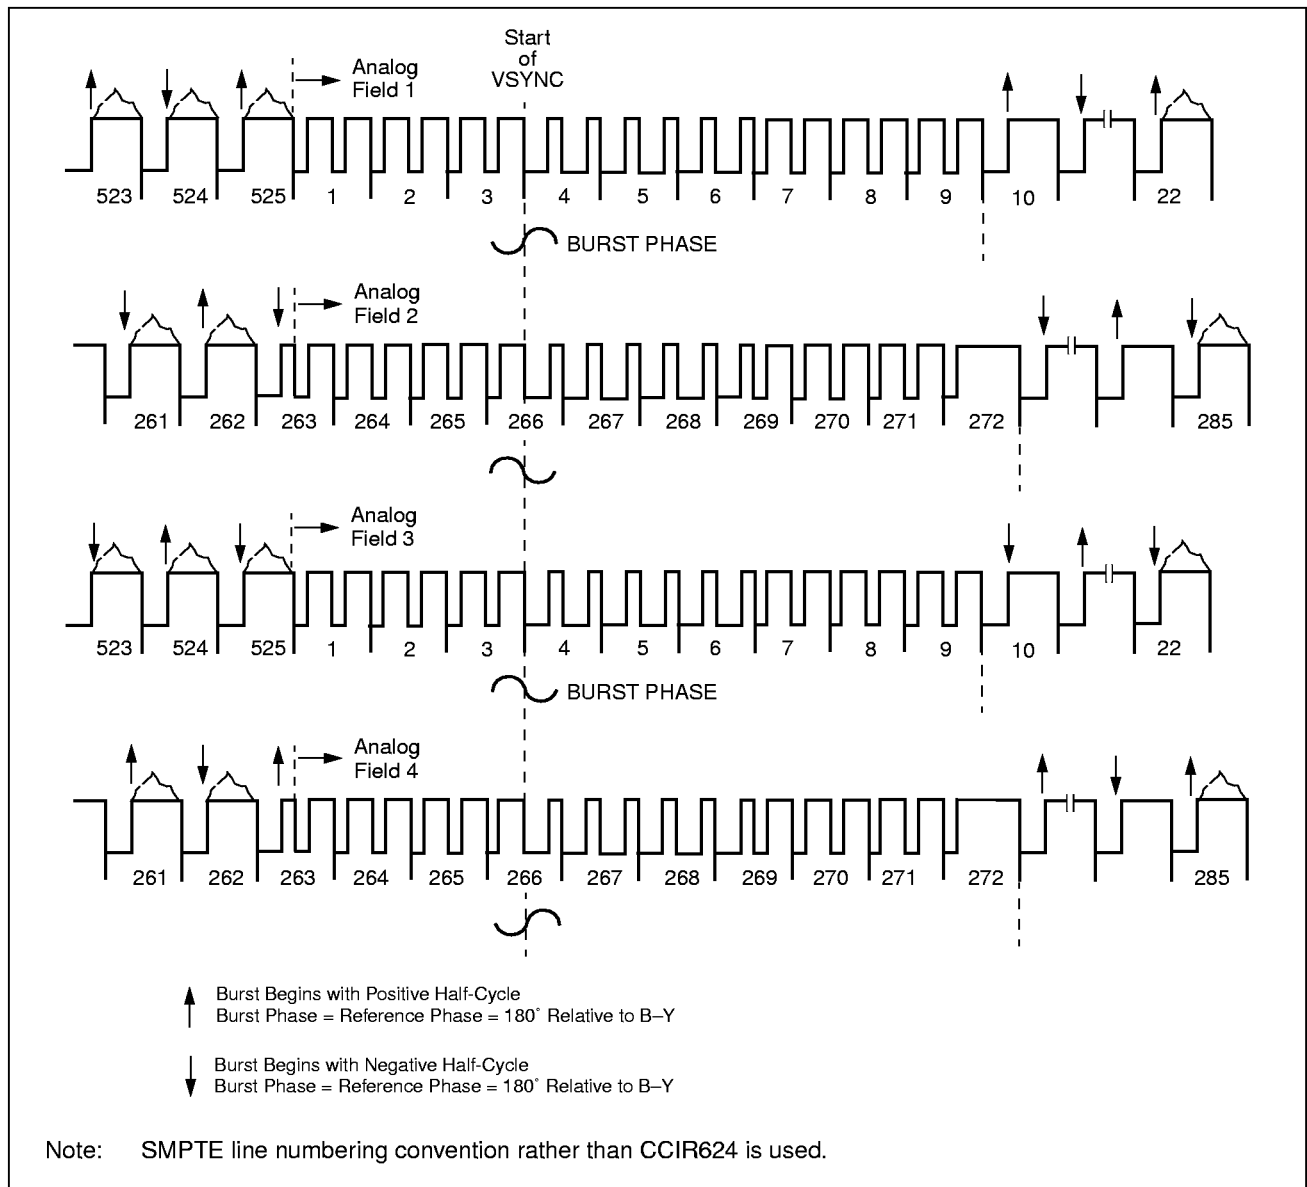 Start
of
VSYNC
Analog
Field 1
523 524 525 1 2 3 4 5 6 7 8 9 10 22
BURST PHASE
Analog
Field 2
261 262 263 264 265 266 267 268 269 270 271 272 285
Analog
Field 3
523 524 525 1 2 3 4 5 6 7 8 9 10 22
BURST PHASE
Analog
Field 4
261 262 263 264 265 266 267 268 269 270 271 272 285
Burst Begins with Positive Half-Cycle
Burst Phase = Reference Phase = 180° Relative to B–Y
Burst Begins with Negative Half-Cycle
Burst Phase = Reference Phase = 180° Relative to B–Y
Note: SMPTE line numbering convention rather than CCIR624 is used.